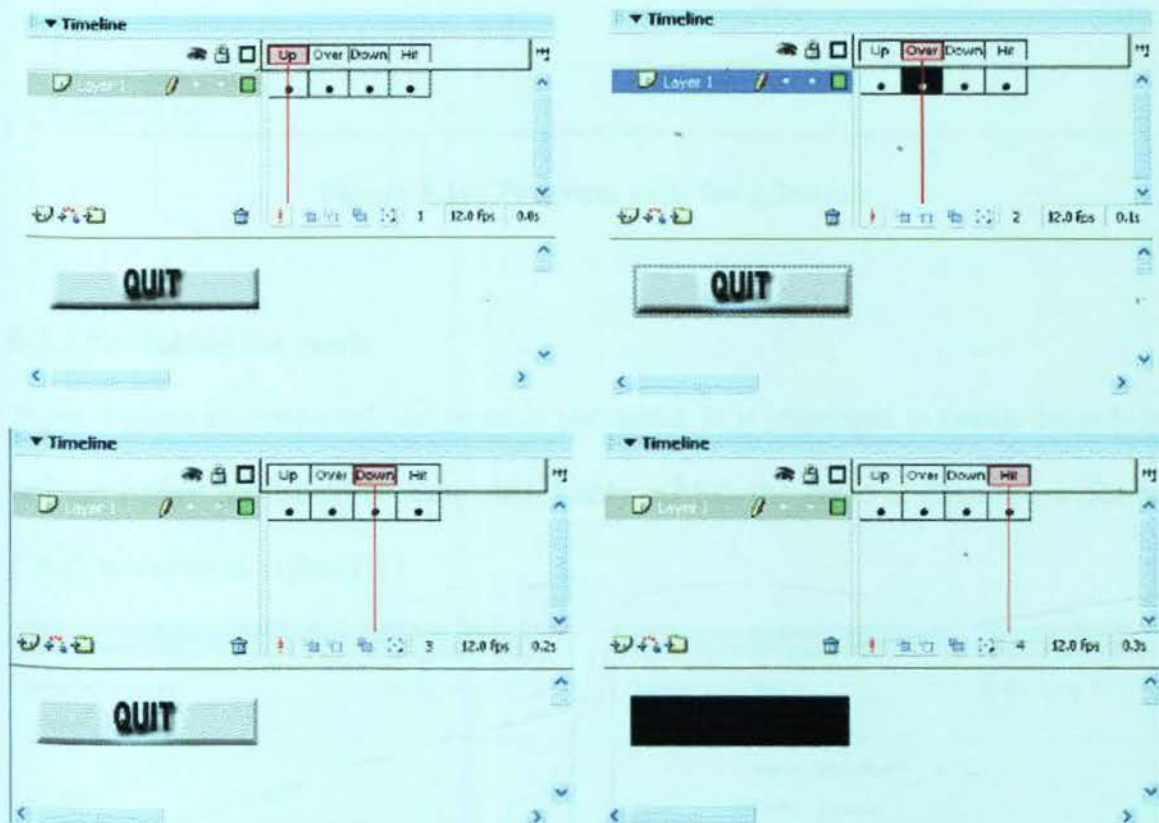 Timeline
Up Over Down Hit
Layer 1
1 12.0 fps 0.0s
QUIT
Timeline
Up Over Down Hit
Layer 1
2 12.0 fps 0.1s
QUIT
Timeline
Up Over Down Hit
Layer 1
3 12.0 fps 0.2s
QUIT
Timeline
Up Over Down Hit
Layer 1
4 12.0 fps 0.3s